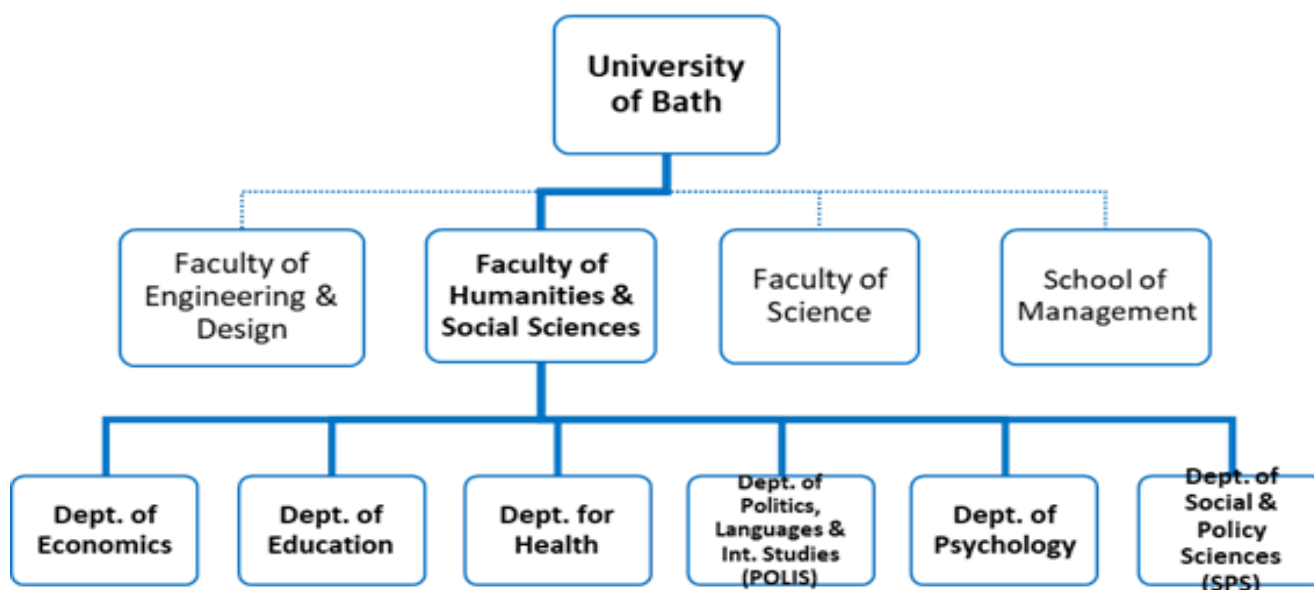 University
of Bath
Faculty of
Engineering &
Design
Faculty of
Humanities &
Social Sciences
Faculty of
Science
School of
Management
Dept. of
Economics
Dept. of
Education
Dept. for
Health
Dept. of
Politics,
Languages &
Int. Studies
(POLIS)
Dept. of
Psychology
Dept. of
Social &
Policy
Sciences
(SPS)